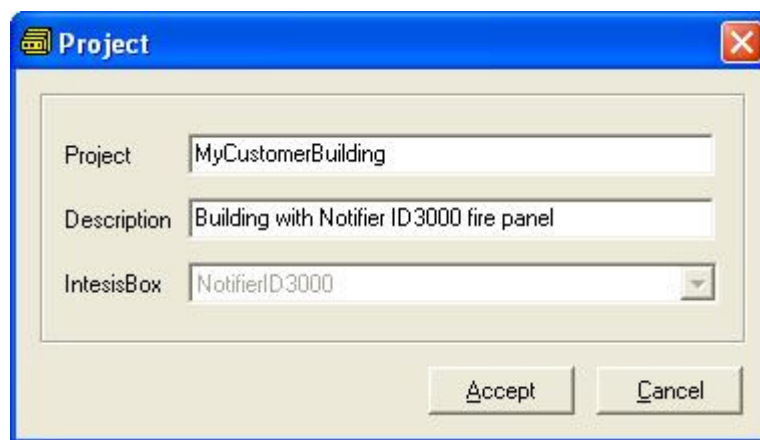 Project
Project MyCustomerBuilding
Description Building with Notifier ID3000 fire panel
IntesisBox NotifierID3000
Accept Cancel